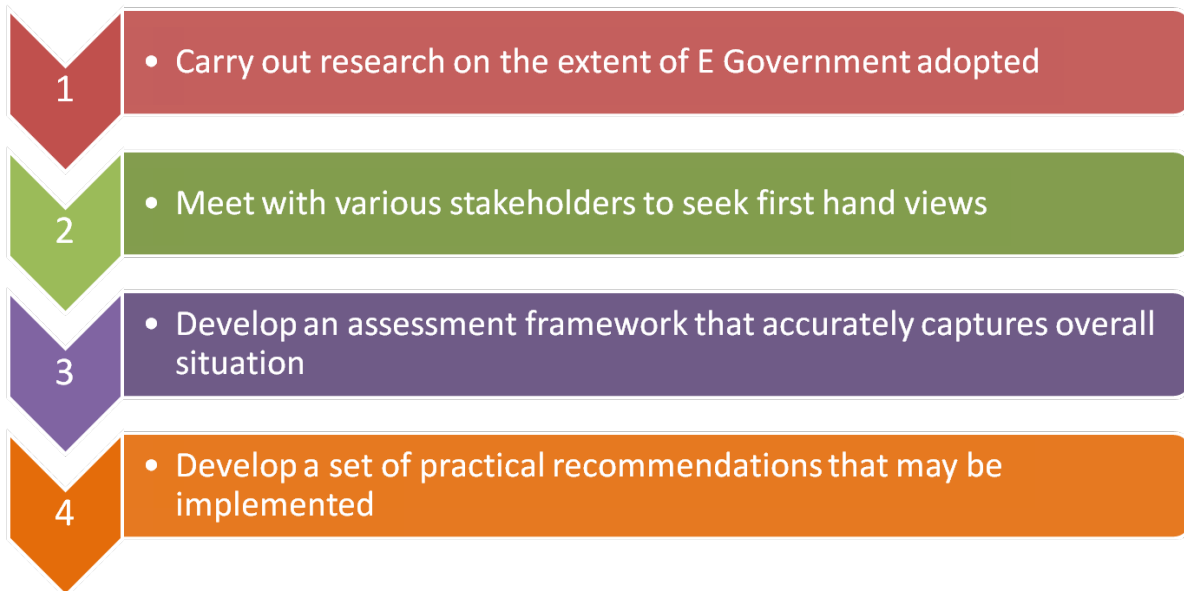 1
• Carry out research on the extent of E Government adopted
2
• Meet with various stakeholders to seek first hand views
3
• Develop an assessment framework that accurately captures overall
situation
4
• Develop a set of practical recommendations that may be
implemented